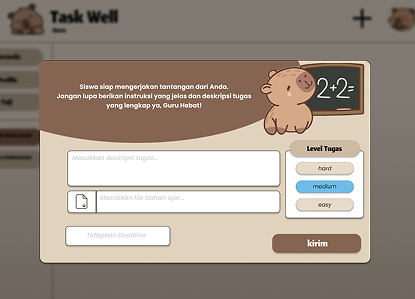 Task Well
Siswa siap mengerjakan tantangan dari Anda.
Jangan lupa berikan instruksi yang jelas dan deskripsi tugas
yang lengkap ya, Guru Hebat!
2+2=
Level Tugas
Masukkan deskripsi tugas...
hard
medium
Masukkan file bahan ajar...
easy
Tetapkan Deadline
kirim